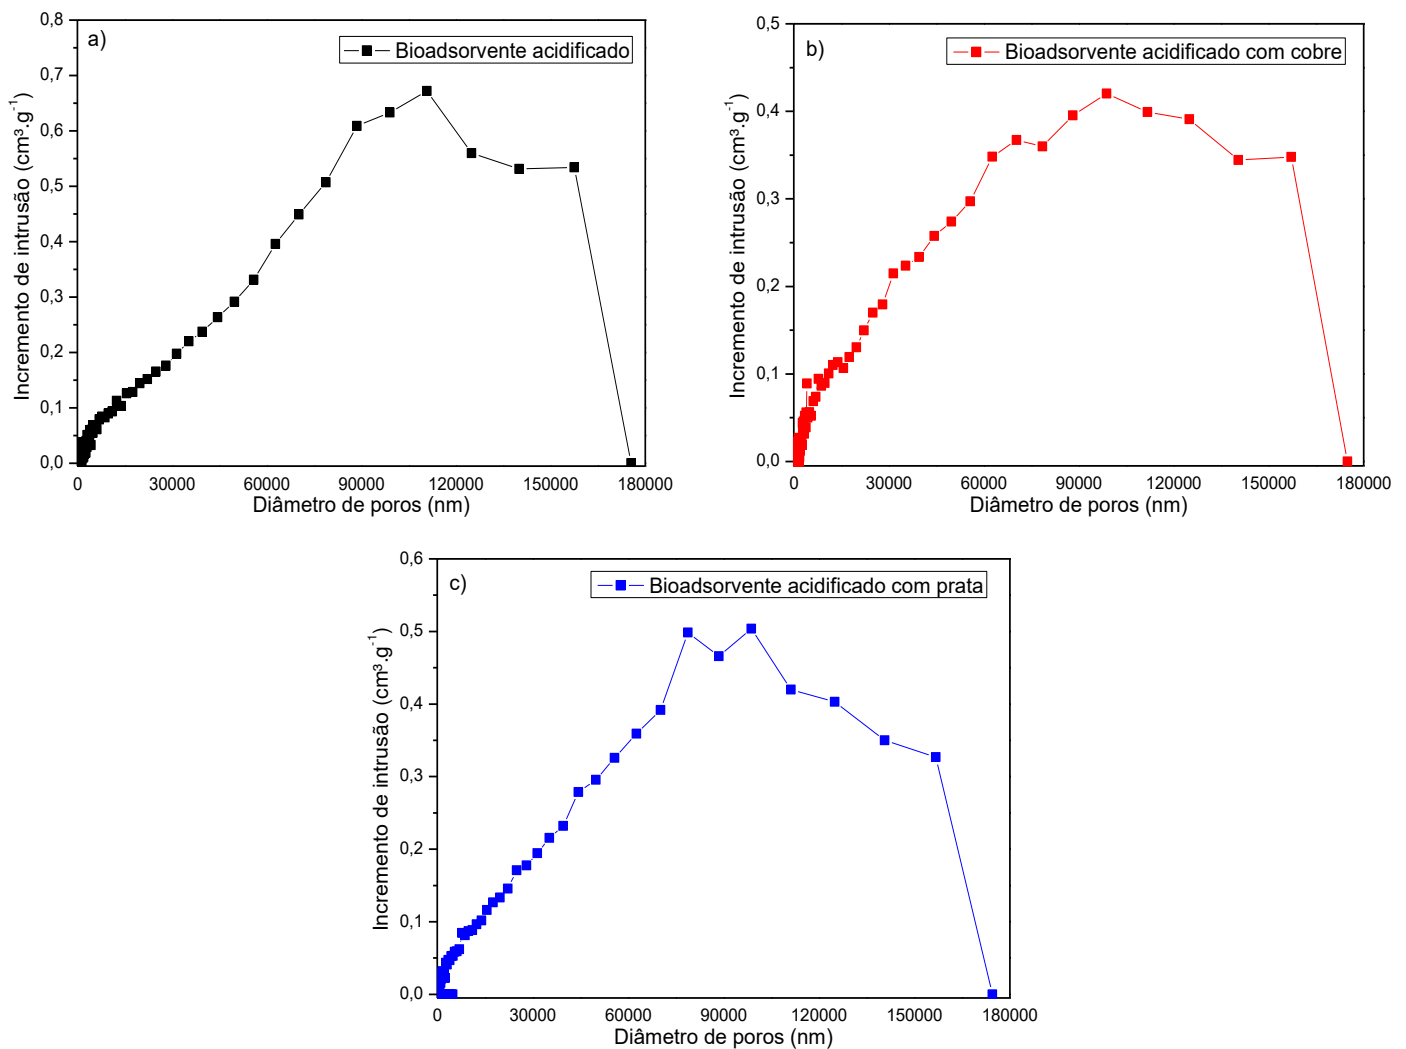 a)
Bioadsorvente acidificado
0,8
0,7
0,6
0,5
0,4
0,3
0,2
0,1
0,0
Incremento de intrusão (cm³.g⁻¹)
0 30000 60000 90000 120000 150000 180000
Diâmetro de poros (nm)
b)
Bioadsorvente acidificado com cobre
0,5
0,4
0,3
0,2
0,1
0,0
Incremento de intrusão (cm³.g⁻¹)
0 30000 60000 90000 120000 150000 180000
Diâmetro de poros (nm)
c)
Bioadsorvente acidificado com prata
0,6
0,5
0,4
0,3
0,2
0,1
0,0
Incremento de intrusão (cm³.g⁻¹)
0 30000 60000 90000 120000 150000 180000
Diâmetro de poros (nm)